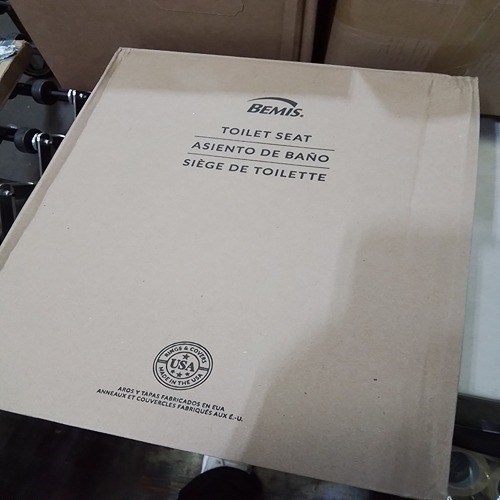 BEMIS.
TOILET SEAT
ASIENTO DE BAÑO
SIÈGE DE TOILETTE
RINGS & COVERS
USA
MADE IN THE USA
AROS Y TAPAS FABRICADOS EN EUA
ANNEAUX ET COUVERCLES FABRIQUÉS AUX É.-U.